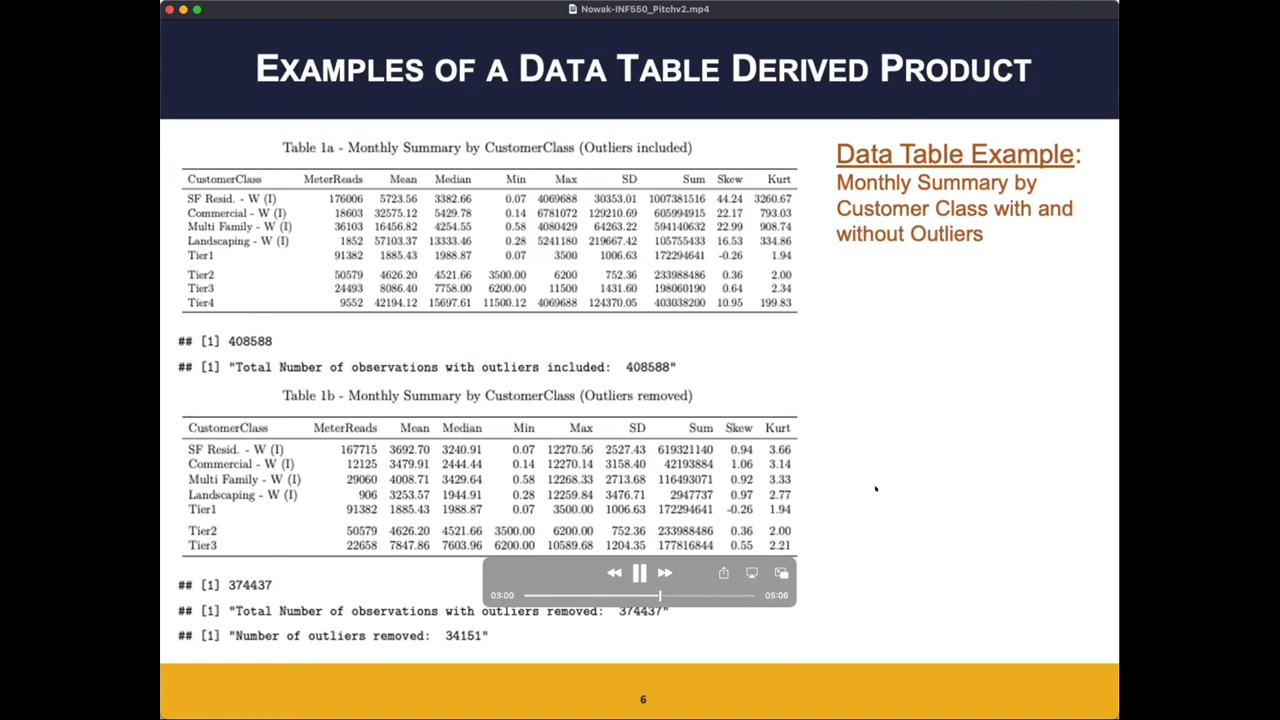 Nowak-INF550_Pitchv2.mp4
EXAMPLES OF A DATA TABLE DERIVED PRODUCT
Table 1a - Monthly Summary by CustomerClass (Outliers included)
CustomerClass MeterReads Mean Median Min Max SD Sum Skew Kurt
SF Resid. - W (I) 176006 5723.56 3382.66 0.07 4069688 30353.01 1007381516 44.24 3260.67
Commercial - W (I) 18603 32575.12 5429.78 0.14 6781072 129210.69 605994915 22.17 793.03
Multi Family - W (I) 36103 16456.82 4254.55 0.58 4080429 64263.22 594140632 22.99 908.74
Landscaping - W (I) 1852 57103.37 13333.46 0.28 5241180 219667.42 105755433 16.53 334.86
Tier1 91382 1885.43 1988.87 0.07 3500 1006.63 172294641 -0.26 1.94
Tier2 50579 4626.20 4521.66 3500.00 6200 752.36 233988486 0.36 2.00
Tier3 24493 8086.40 7758.00 6200.00 11500 1431.60 198060190 0.64 2.34
Tier4 9552 42194.12 15697.61 11500.12 4069688 124370.05 403038200 10.95 199.83
## [1] 408588
## [1] "Total Number of observations with outliers included:  408588"
Table 1b - Monthly Summary by CustomerClass (Outliers removed)
CustomerClass MeterReads Mean Median Min Max SD Sum Skew Kurt
SF Resid. - W (I) 167715 3692.70 3240.91 0.07 12270.56 2527.43 619321140 0.94 3.66
Commercial - W (I) 12125 3479.91 2444.44 0.14 12270.14 3158.40 42193884 1.06 3.14
Multi Family - W (I) 29060 4008.71 3429.64 0.58 12268.33 2713.68 116493071 0.92 3.33
Landscaping - W (I) 906 3253.57 1944.91 0.28 12259.84 3476.71 2947737 0.97 2.77
Tier1 91382 1885.43 1988.87 0.07 3500.00 1006.63 172294641 -0.26 1.94
Tier2 50579 4626.20 4521.66 3500.00 6200.00 752.36 233988486 0.36 2.00
Tier3 22658 7847.86 7603.96 6200.00 10589.68 1204.35 177816844 0.55 2.21
## [1] 374437
## [1] "Total Number of observations with outliers removed:  374437"
## [1] "Number of outliers removed:  34151"
Data Table Example:
Monthly Summary by
Customer Class with and
without Outliers
03:00 05:06
6